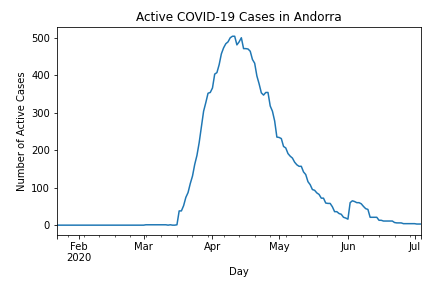 Active COVID-19 Cases in Andorra
Number of Active Cases
500
400
300
200
100
0
Feb
2020
Mar
Apr
May
Jun
Jul
Day